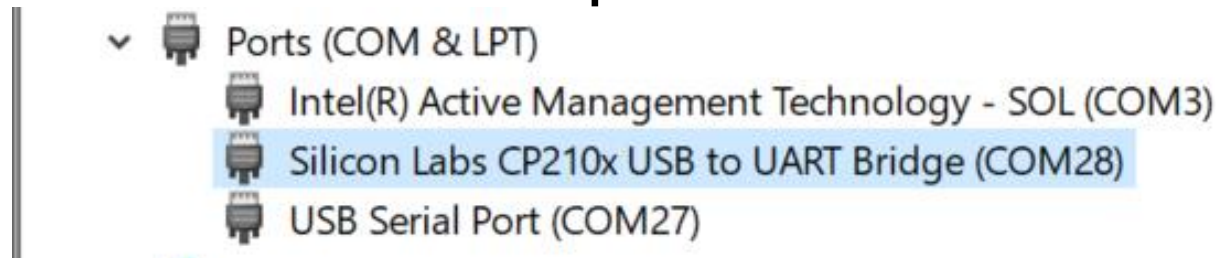 Ports (COM & LPT)
Intel(R) Active Management Technology - SOL (COM3)
Silicon Labs CP210x USB to UART Bridge (COM28)
USB Serial Port (COM27)